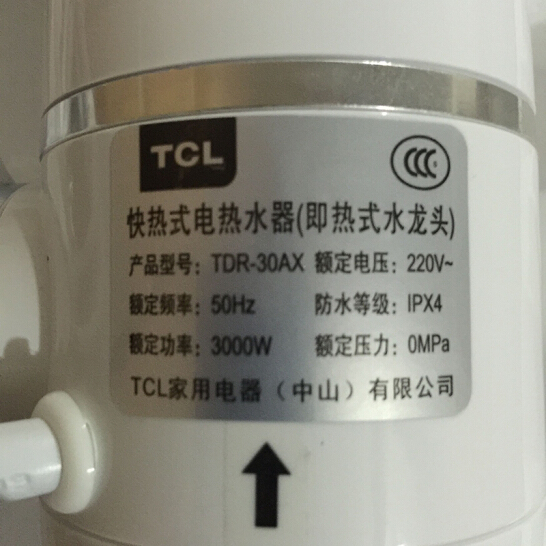 TCL
快热式电热水器(即热式水龙头)
产品型号: TDR-30AX 额定电压: 220V~
额定频率: 50Hz 防水等级: IPX4
额定功率: 3000W 额定压力: 0MPa
TCL家用电器（中山）有限公司